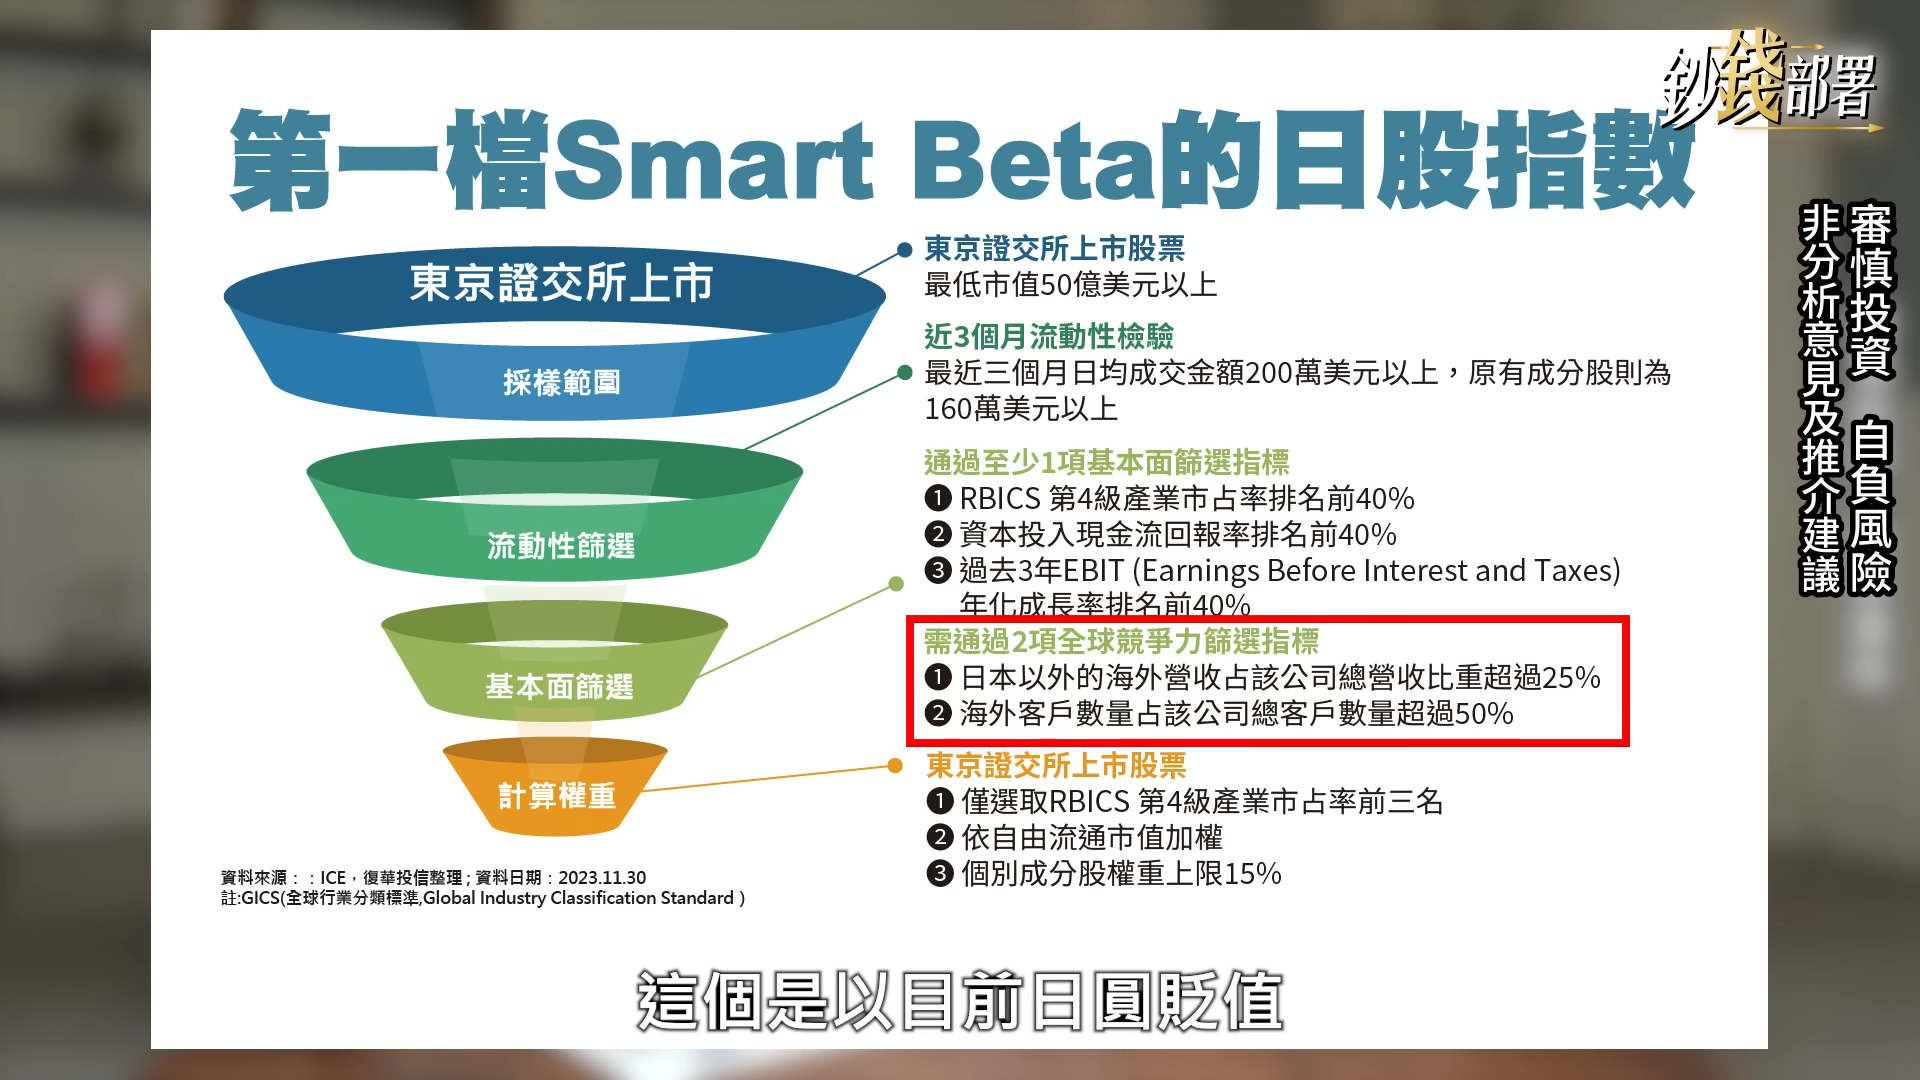 鈔錢部署
第一檔Smart Beta的日股指數
東京證交所上市
採樣範圍
流動性篩選
基本面篩選
計算權重
東京證交所上市股票
最低市值50億美元以上
近3個月流動性檢驗
最近三個月日均成交金額200萬美元以上，原有成分股則為
160萬美元以上
通過至少1項基本面篩選指標
❶ RBICS 第4級產業市占率排名前40%
❷ 資本投入現金流回報率排名前40%
❸ 過去3年EBIT (Earnings Before Interest and Taxes)
年化成長率排名前40%
需通過2項全球競爭力篩選指標
❶ 日本以外的海外營收占該公司總營收比重超過25%
❷ 海外客戶數量占該公司總客戶數量超過50%
東京證交所上市股票
❶ 僅選取RBICS 第4級產業市占率前三名
❷ 依自由流通市值加權
❸ 個別成分股權重上限15%
資料來源：：ICE，復華投信整理 ; 資料日期：2023.11.30
註:GICS(全球行業分類標準,Global Industry Classification Standard )
審慎投資 自負風險
非分析意見及推介建議
這個是以目前日圓貶值